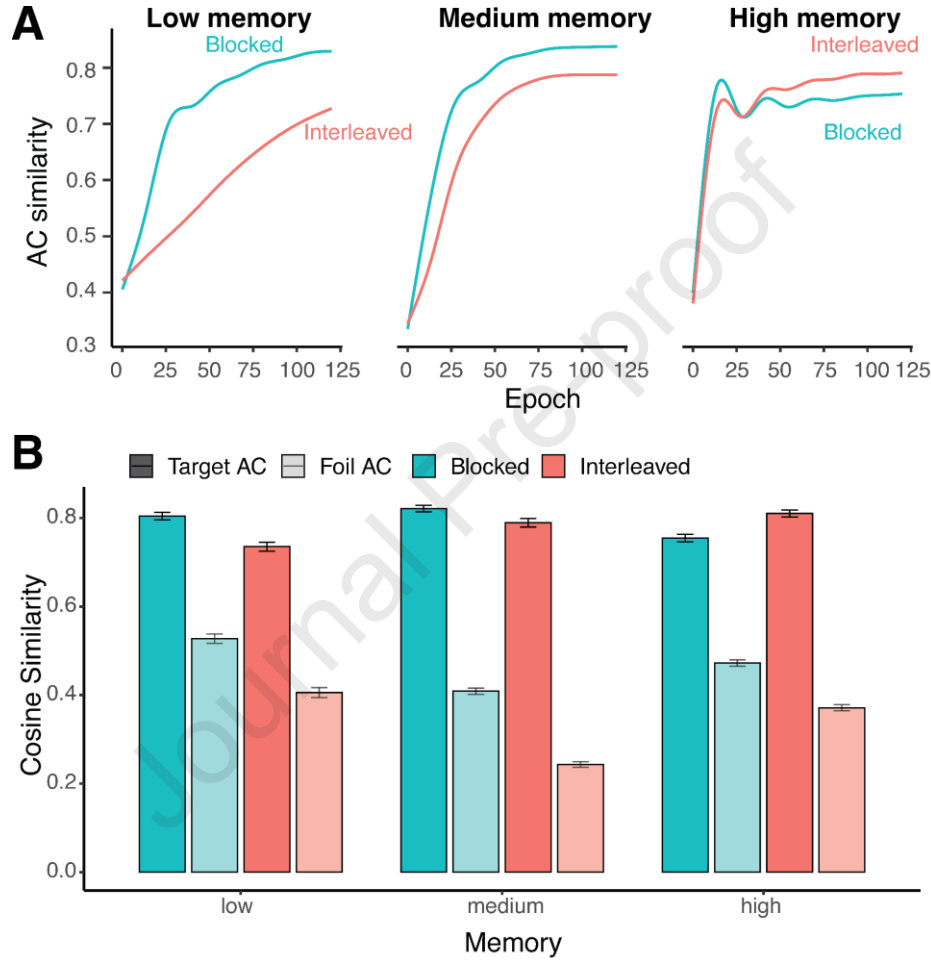 A
Low memory
Medium memory
High memory
Blocked
Interleaved
Interleaved
Blocked
AC similarity
0.8
0.7
0.6
0.5
0.4
0.3
0 25 50 75 100 125
0 25 50 75 100 125
0 25 50 75 100 125
Epoch
B
Target AC Foil AC Blocked Interleaved
Cosine Similarity
0.8
0.6
0.4
0.2
0.0
low medium high
Memory
Journal Pre-proof